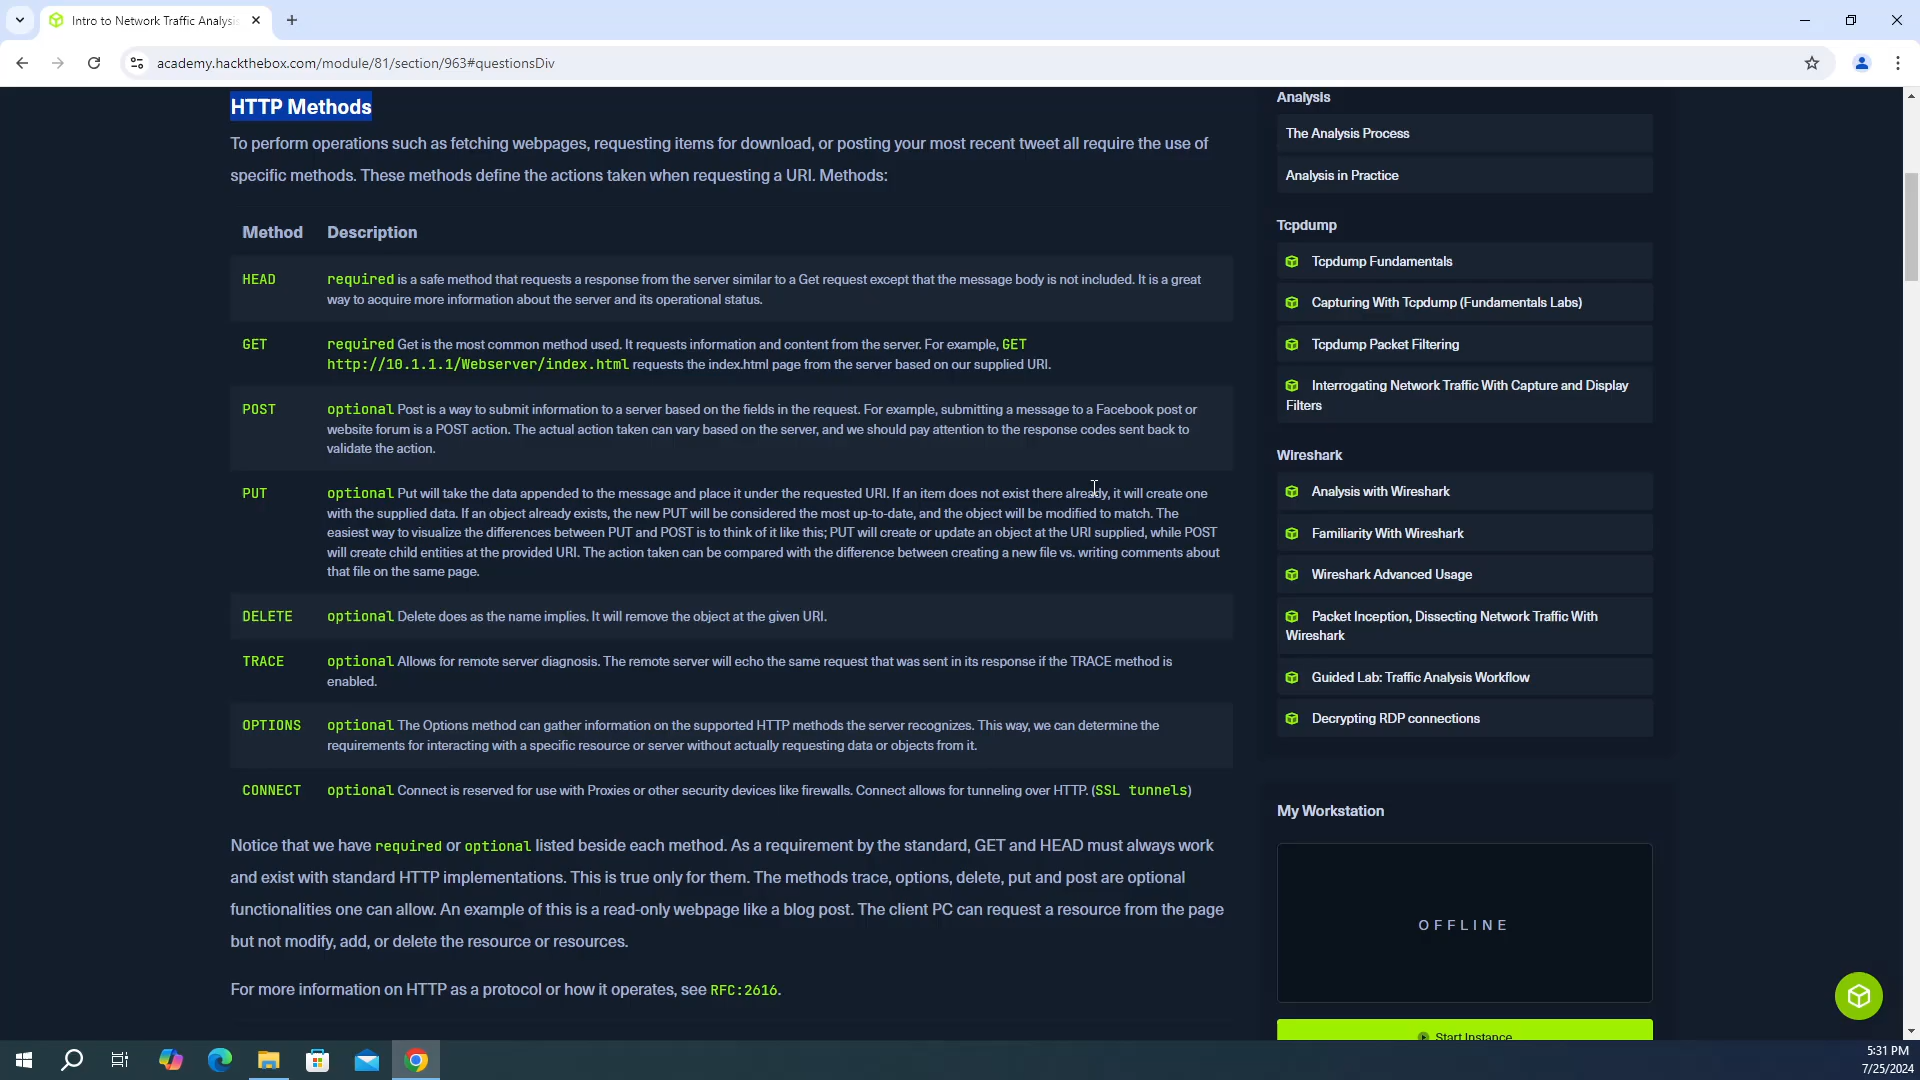 Intro to Network Traffic Analysis
academy.hackthebox.com/module/81/section/963#questionsDiv
HTTP Methods
To perform operations such as fetching webpages, requesting items for download, or posting your most recent tweet all require the use of
specific methods. These methods define the actions taken when requesting a URI. Methods:
Method Description
HEAD required is a safe method that requests a response from the server similar to a Get request except that the message body is not included. It is a great
way to acquire more information about the server and its operational status.
GET required Get is the most common method used. It requests information and content from the server. For example, GET
http://10.1.1.1/Webserver/index.html requests the index.html page from the server based on our supplied URI.
POST optional Post is a way to submit information to a server based on the fields in the request. For example, submitting a message to a Facebook post or
website forum is a POST action. The actual action taken can vary based on the server, and we should pay attention to the response codes sent back to
validate the action.
PUT optional Put will take the data appended to the message and place it under the requested URI. If an item does not exist there already, it will create one
with the supplied data. If an object already exists, the new PUT will be considered the most up-to-date, and the object will be modified to match. The
easiest way to visualize the differences between PUT and POST is to think of it like this; PUT will create or update an object at the URI supplied, while POST
will create child entities at the provided URI. The action taken can be compared with the difference between creating a new file vs. writing comments about
that file on the same page.
DELETE optional Delete does as the name implies. It will remove the object at the given URI.
TRACE optional Allows for remote server diagnosis. The remote server will echo the same request that was sent in its response if the TRACE method is
enabled.
OPTIONS optional The Options method can gather information on the supported HTTP methods the server recognizes. This way, we can determine the
requirements for interacting with a specific resource or server without actually requesting data or objects from it.
CONNECT optional Connect is reserved for use with Proxies or other security devices like firewalls. Connect allows for tunneling over HTTP. (SSL tunnels)
Notice that we have required or optional listed beside each method. As a requirement by the standard, GET and HEAD must always work
and exist with standard HTTP implementations. This is true only for them. The methods trace, options, delete, put and post are optional
functionalities one can allow. An example of this is a read-only webpage like a blog post. The client PC can request a resource from the page
but not modify, add, or delete the resource or resources.
For more information on HTTP as a protocol or how it operates, see RFC:2616.
Analysis
The Analysis Process
Analysis in Practice
Tcpdump
Tcpdump Fundamentals
Capturing With Tcpdump (Fundamentals Labs)
Tcpdump Packet Filtering
Interrogating Network Traffic With Capture and Display
Filters
Wireshark
Analysis with Wireshark
Familiarity With Wireshark
Wireshark Advanced Usage
Packet Inception, Dissecting Network Traffic With
Wireshark
Guided Lab: Traffic Analysis Workflow
Decrypting RDP connections
My Workstation
OFFLINE
Start Instance
5:31 PM
7/25/2024